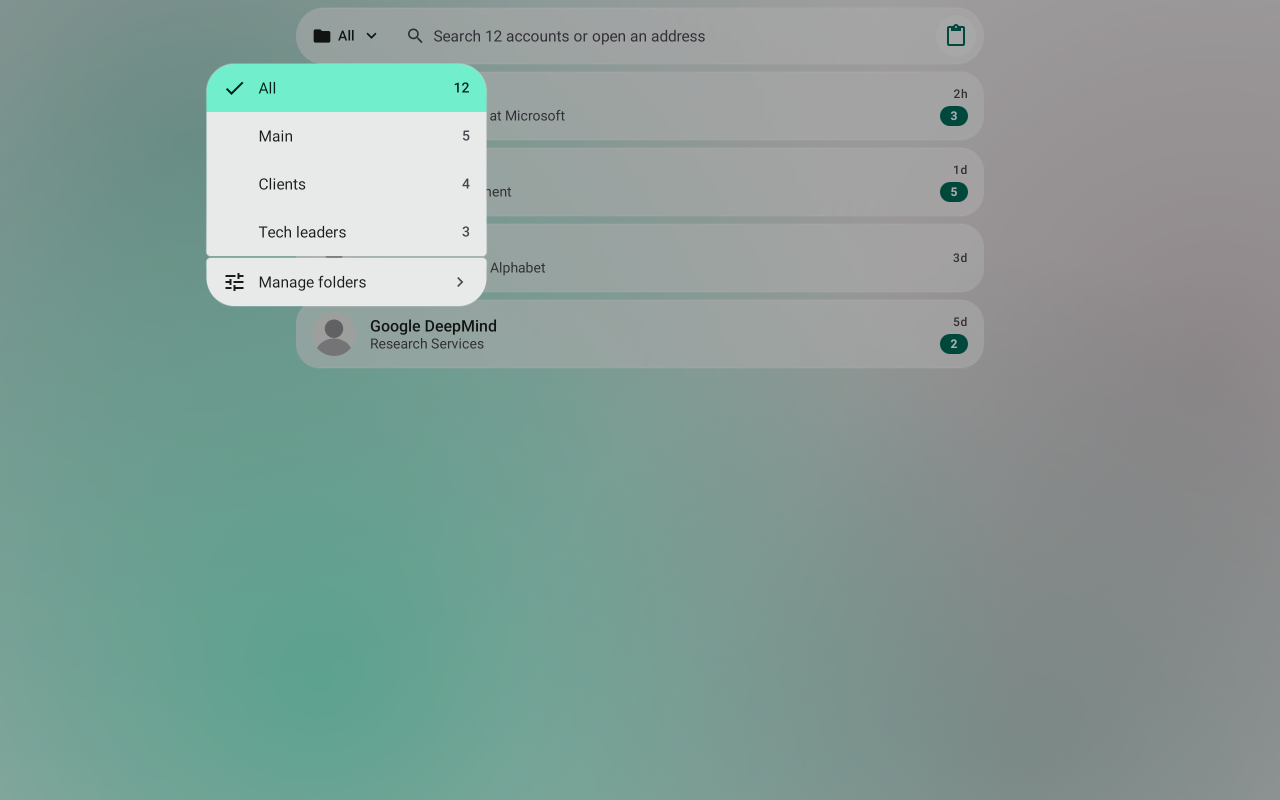 All
Search 12 accounts or open an address
All 12
Main 5
Clients 4
Tech leaders 3
Manage folders
2h
at Microsoft
3
1d
5
3d
Alphabet
Google DeepMind
5d
Research Services
2